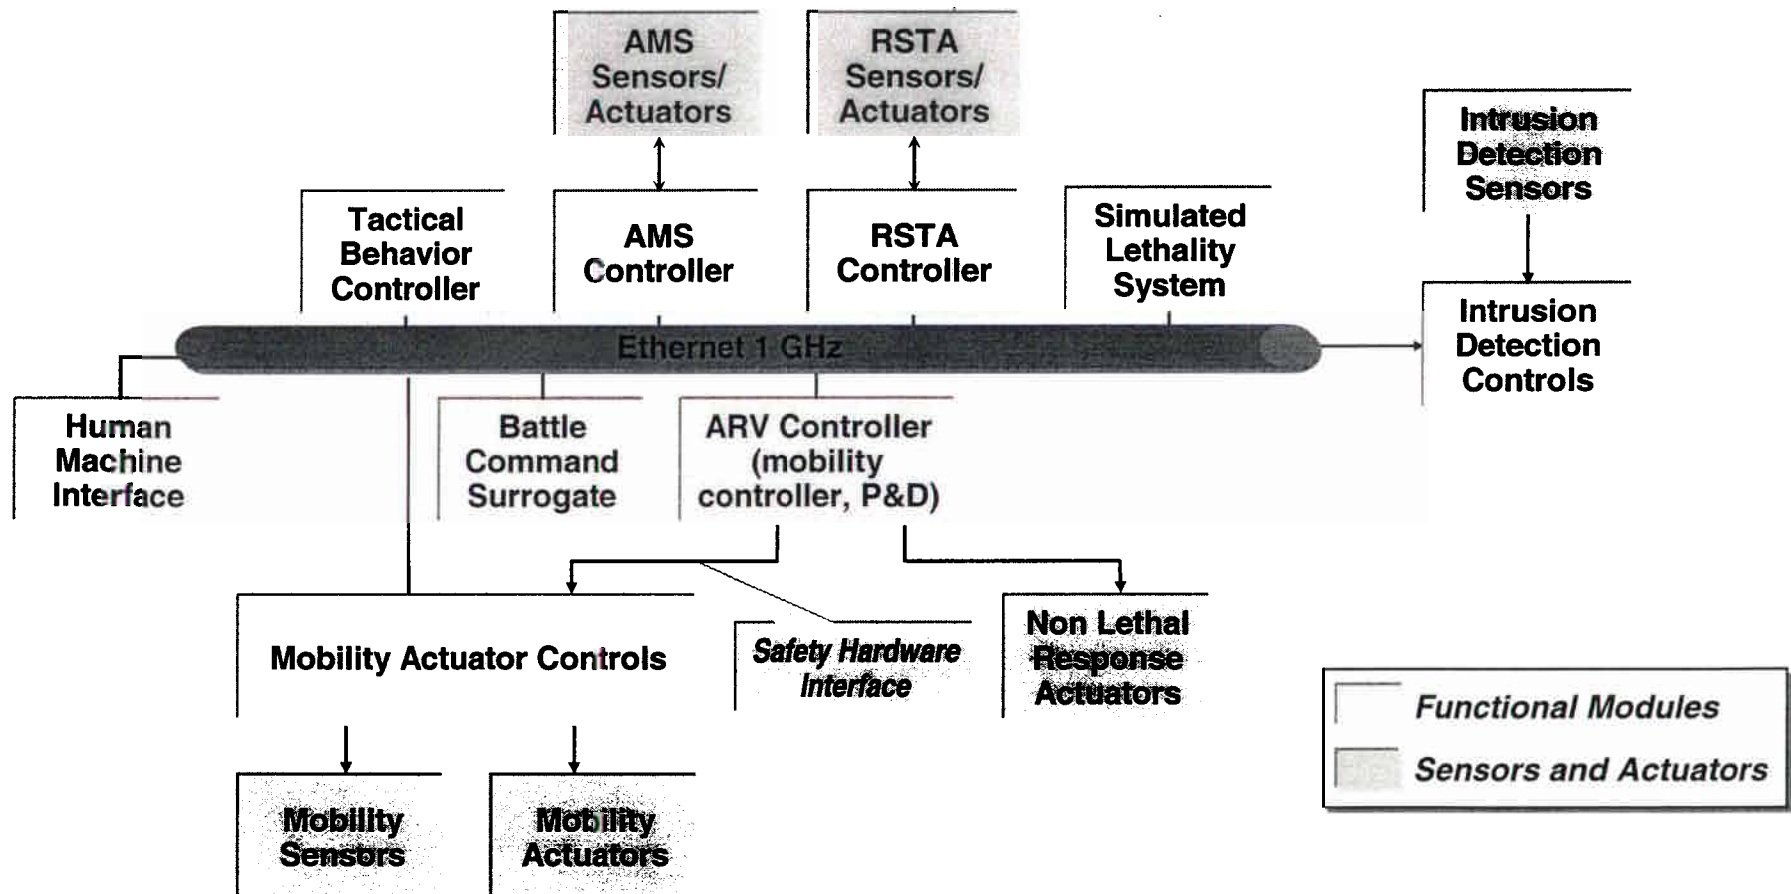 AMS
Sensors/
Actuators
RSTA
Sensors/
Actuators
Intrusion
Detection
Sensors
Tactical
Behavior
Controller
AMS
Controller
RSTA
Controller
Simulated
Lethality
System
Intrusion
Detection
Controls
Ethernet 1 GHz
Human
Machine
Interface
Battle
Command
Surrogate
ARV Controller
(mobility
controller, P&D)
Mobility Actuator Controls
Safety Hardware
Interface
Non Lethal
Response
Actuators
Mobility
Sensors
Mobility
Actuators
Functional Modules
Sensors and Actuators